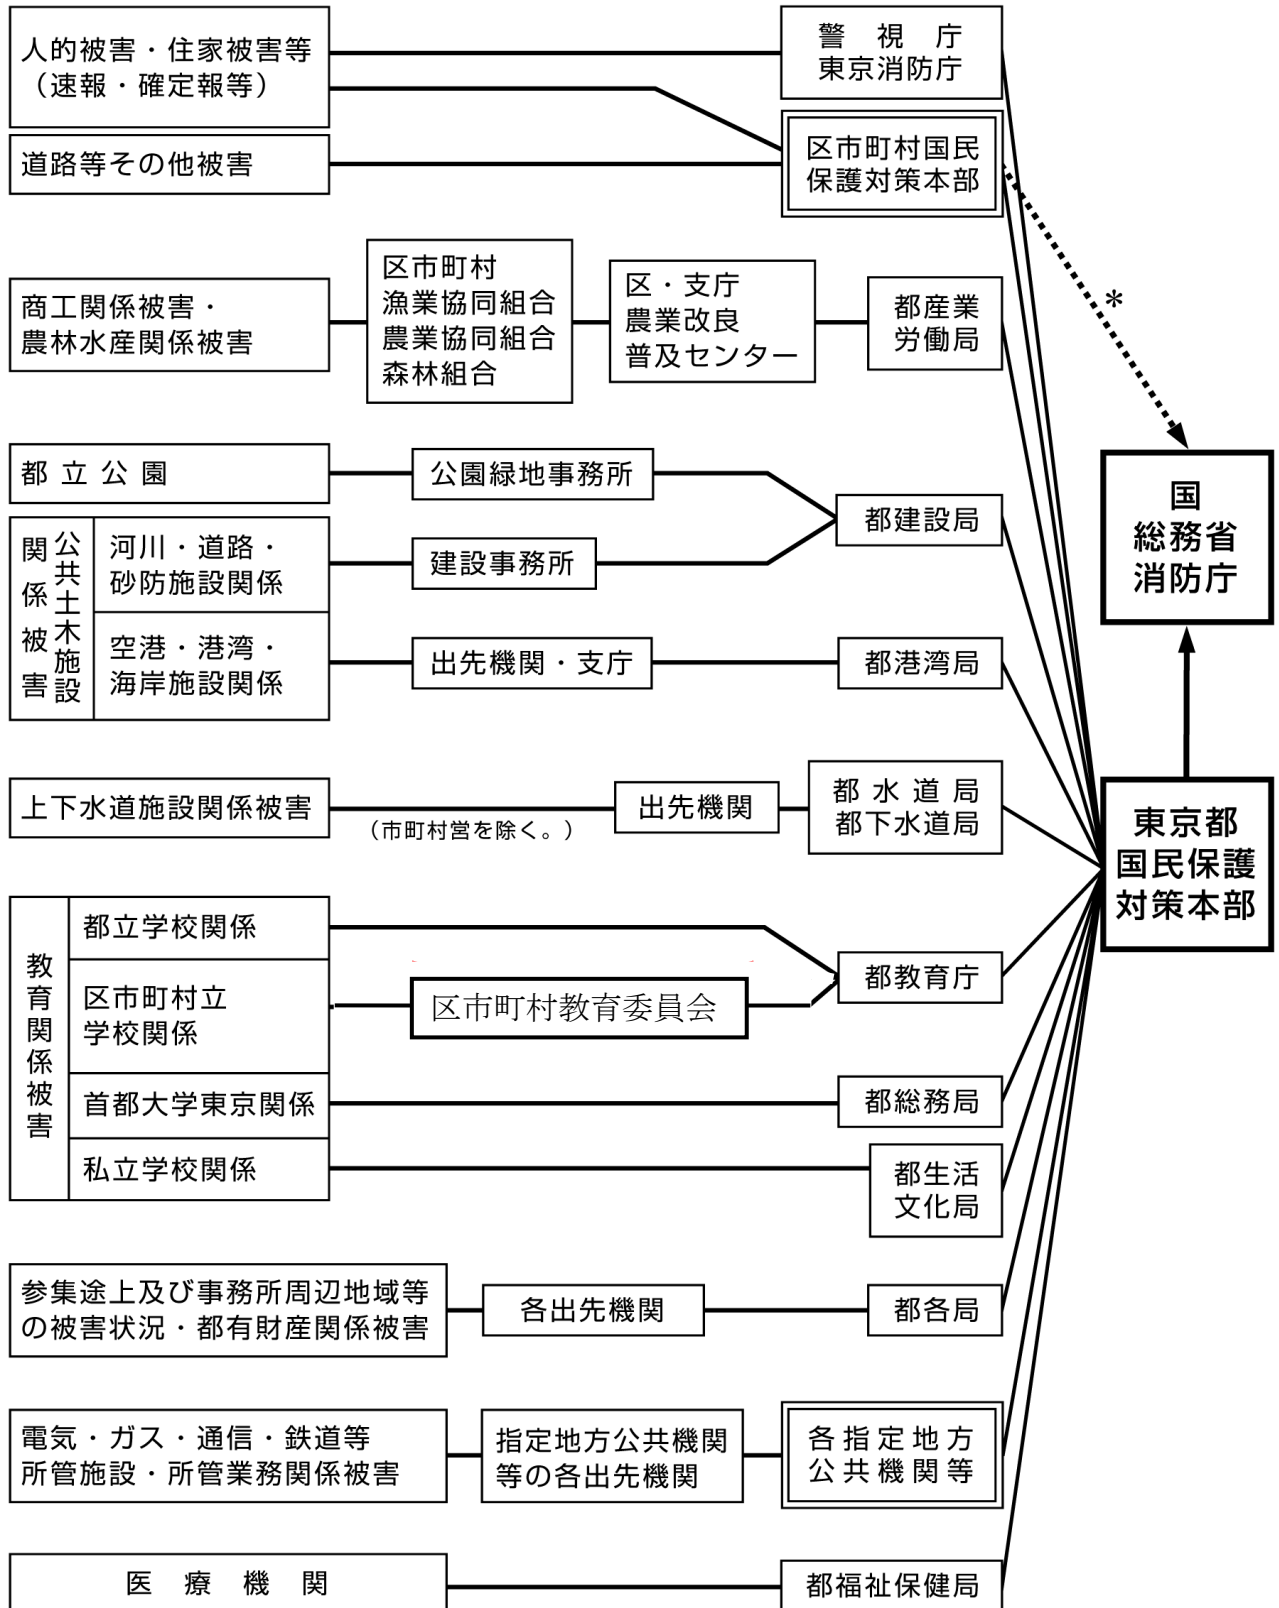 人的被害・住家被害等
（速報・確定報等）
警視庁
東京消防庁
道路等その他被害
区市町村国民
保護対策本部
＊
商工関係被害・
農林水産関係被害
区市町村
漁業協同組合
農業協同組合
森林組合
区・支庁
農業改良
普及センター
都産業
労働局
都立公園
公園緑地事務所
都建設局
公共土木施設
関係被害
河川・道路・
砂防施設関係
建設事務所
空港・港湾・
海岸施設関係
出先機関・支庁
都港湾局
国
総務省
消防庁
上下水道施設関係被害
（市町村営を除く。）
出先機関
都水道局
都下水道局
東京都
国民保護
対策本部
教育関係被害
都立学校関係
区市町村立
学校関係
区市町村教育委員会
都教育庁
首都大学東京関係
都総務局
私立学校関係
都生活
文化局
参集途上及び事務所周辺地域等
の被害状況・都有財産関係被害
各出先機関
都各局
電気・ガス・通信・鉄道等
所管施設・所管業務関係被害
指定地方公共機関
等の各出先機関
各指定地方
公共機関等
医療機関
都福祉保健局